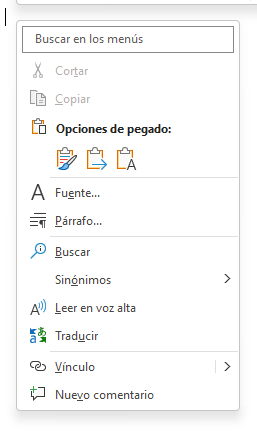 Buscar en los menús
Cortar
Copiar
Opciones de pegado:
A
A
Fuente...
Párrafo...
Buscar
Sinónimos
A
Leer en voz alta
Traducir
Vínculo
Nuevo comentario